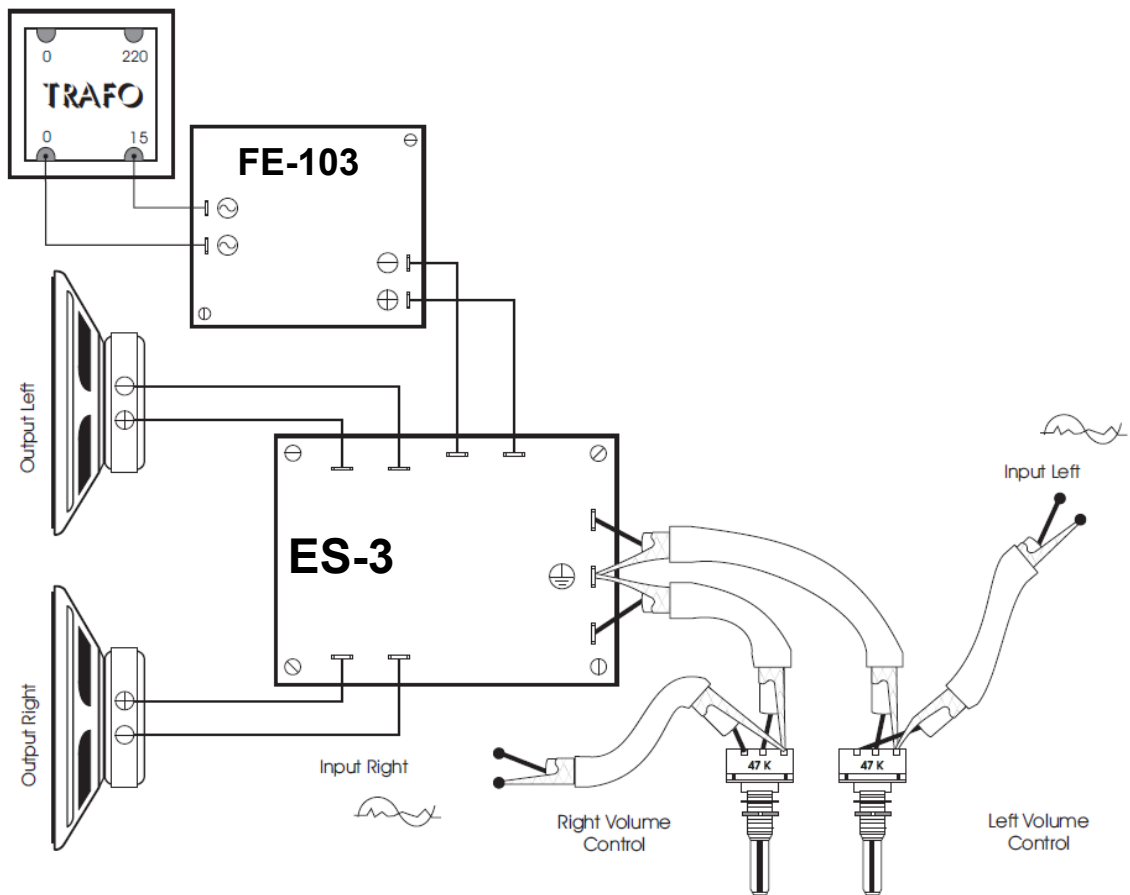 0 220
TRAFO
0 15
FE-103
Output Left
ES-3
Input Left
Output Right
Input Right
47 K
47 K
Right Volume
Control
Left Volume
Control